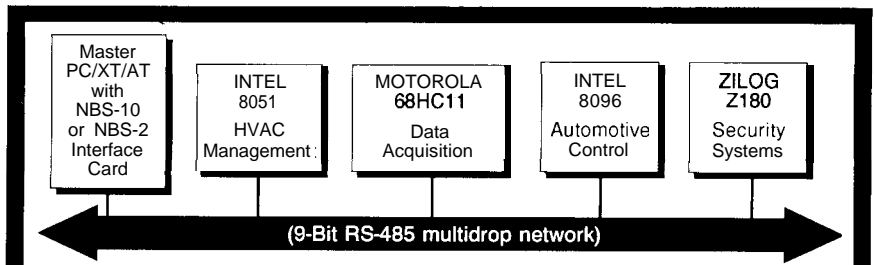 Master
PC/XT/AT
with
NBS-10
or NBS-2
Interface
Card
INTEL
8051
HVAC
Management
MOTOROLA
68HC11
Data
Acquisition
INTEL
8096
Automotive
Control
ZILOG
Z180
Security
Systems
(9-Bit RS-485 multidrop network)